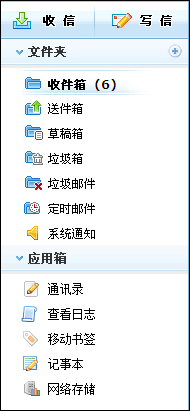 收 信 写 信
文件夹
收件箱 (6)
送件箱
草稿箱
垃圾箱
垃圾邮件
定时邮件
系统通知
应用箱
通讯录
查看日志
移动书签
记事本
网络存储